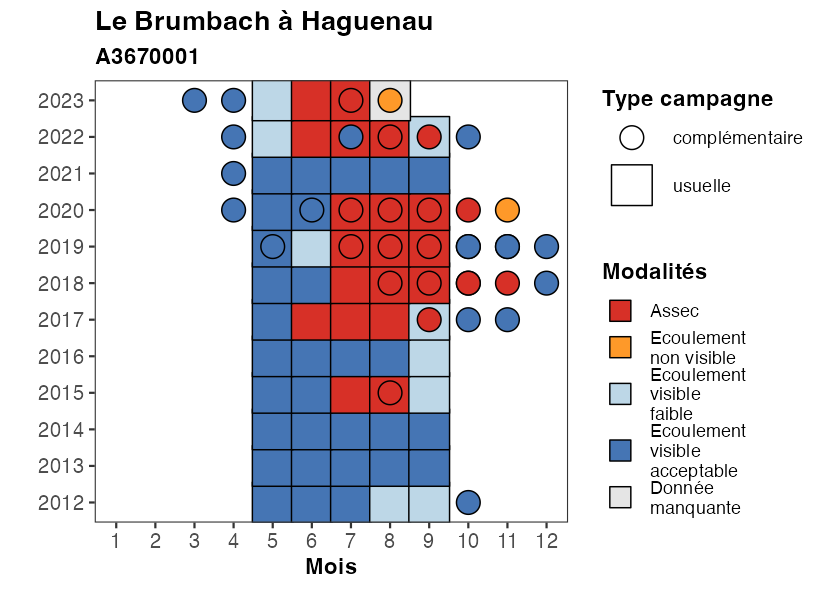 Le Brumbach à Haguenau
A3670001
2023
2022
2021
2020
2019
2018
2017
2016
2015
2014
2013
2012
1 2 3 4 5 6 7 8 9 10 11 12
Mois
Type campagne
complémentaire
usuelle
Modalités
Assec
Ecoulement
non visible
Ecoulement
visible
faible
Ecoulement
visible
acceptable
Donnée
manquante